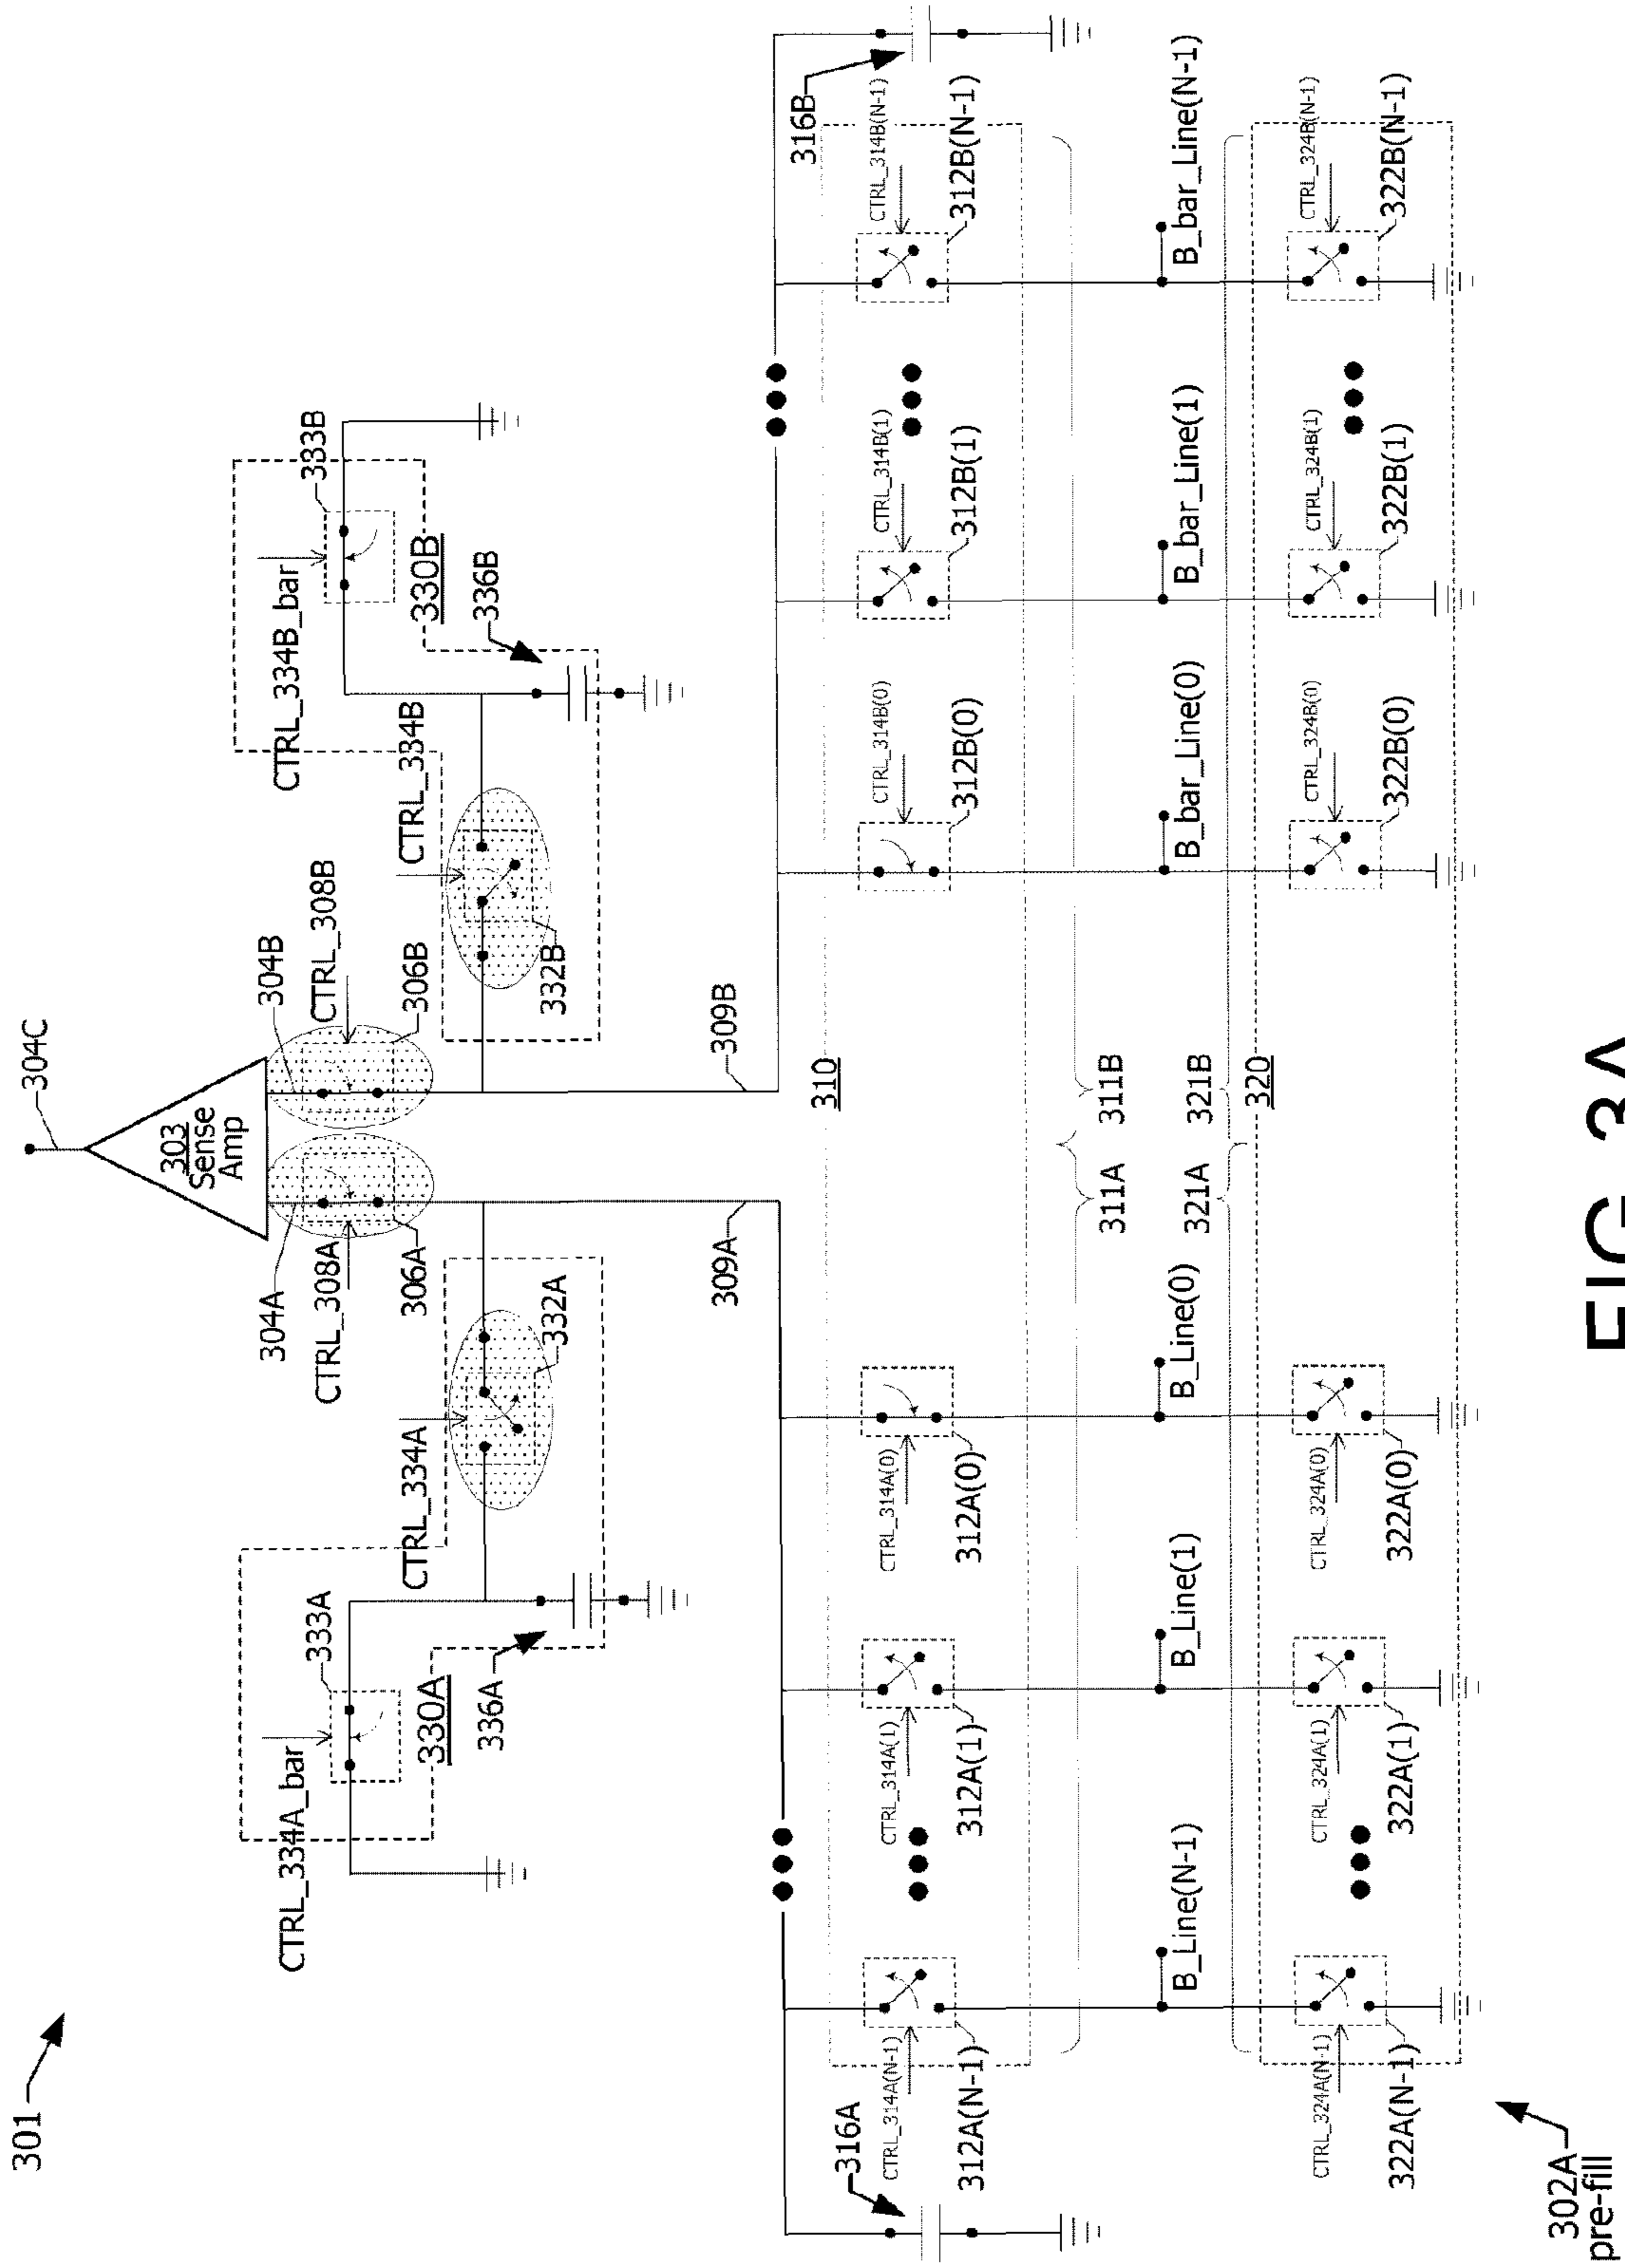 301
304C
303
Sense
Amp
304A
304B
CTRL_308A
CTRL_308B
306A
306B
CTRL_334A_bar
333A
330A
336A
CTRL_334A
332A
CTRL_334B_bar
333B
330B
336B
CTRL_334B
332B
309A
309B
310
316A
316B
CTRL_314A(N-1)
CTRL_314A(1)
CTRL_314A(0)
CTRL_314B(0)
CTRL_314B(1)
CTRL_314B(N-1)
312A(N-1)
312A(1)
312A(0)
312B(0)
312B(1)
312B(N-1)
311A
311B
B_Line(N-1)
B_Line(1)
B_Line(0)
B_bar_Line(0)
B_bar_Line(1)
B_bar_Line(N-1)
321A
321B
320
CTRL_324A(N-1)
CTRL_324A(1)
CTRL_324A(0)
CTRL_324B(0)
CTRL_324B(1)
CTRL_324B(N-1)
322A(N-1)
322A(1)
322A(0)
322B(0)
322B(1)
322B(N-1)
302A
pre-fill
FIG. 3A